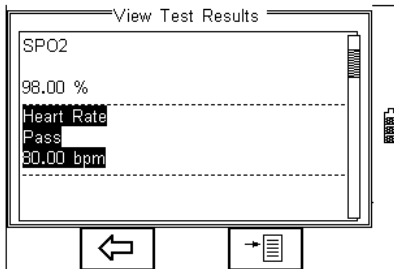 View Test Results
SPO2
98.00 %
Heart Rate
Pass
80.00 bpm